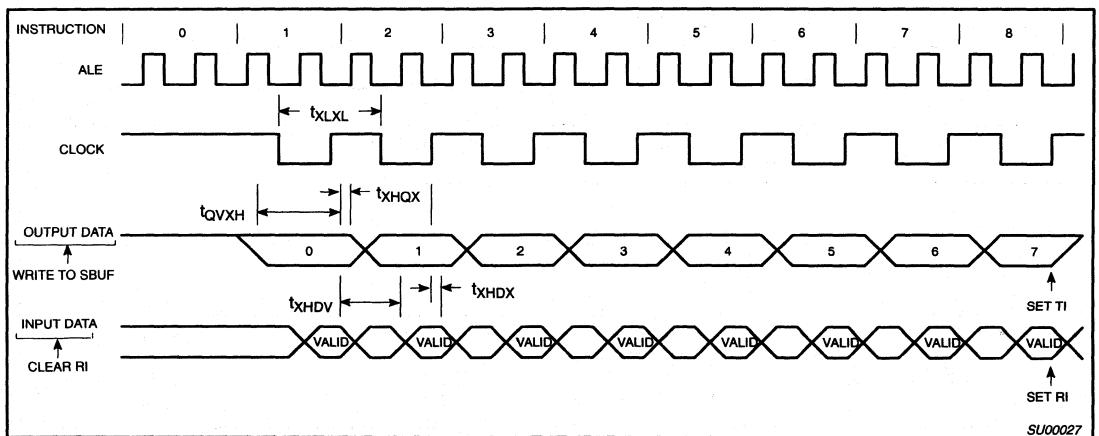 INSTRUCTION 0 1 2 3 4 5 6 7 8
ALE
tXLXL
CLOCK
tXHQX
tQVXH
OUTPUT DATA 0 1 2 3 4 5 6 7
WRITE TO SBUF
tXHDX
tXHDV
SET TI
INPUT DATA
VALID VALID VALID VALID VALID VALID VALID VALID
CLEAR RI
SET RI
SU00027